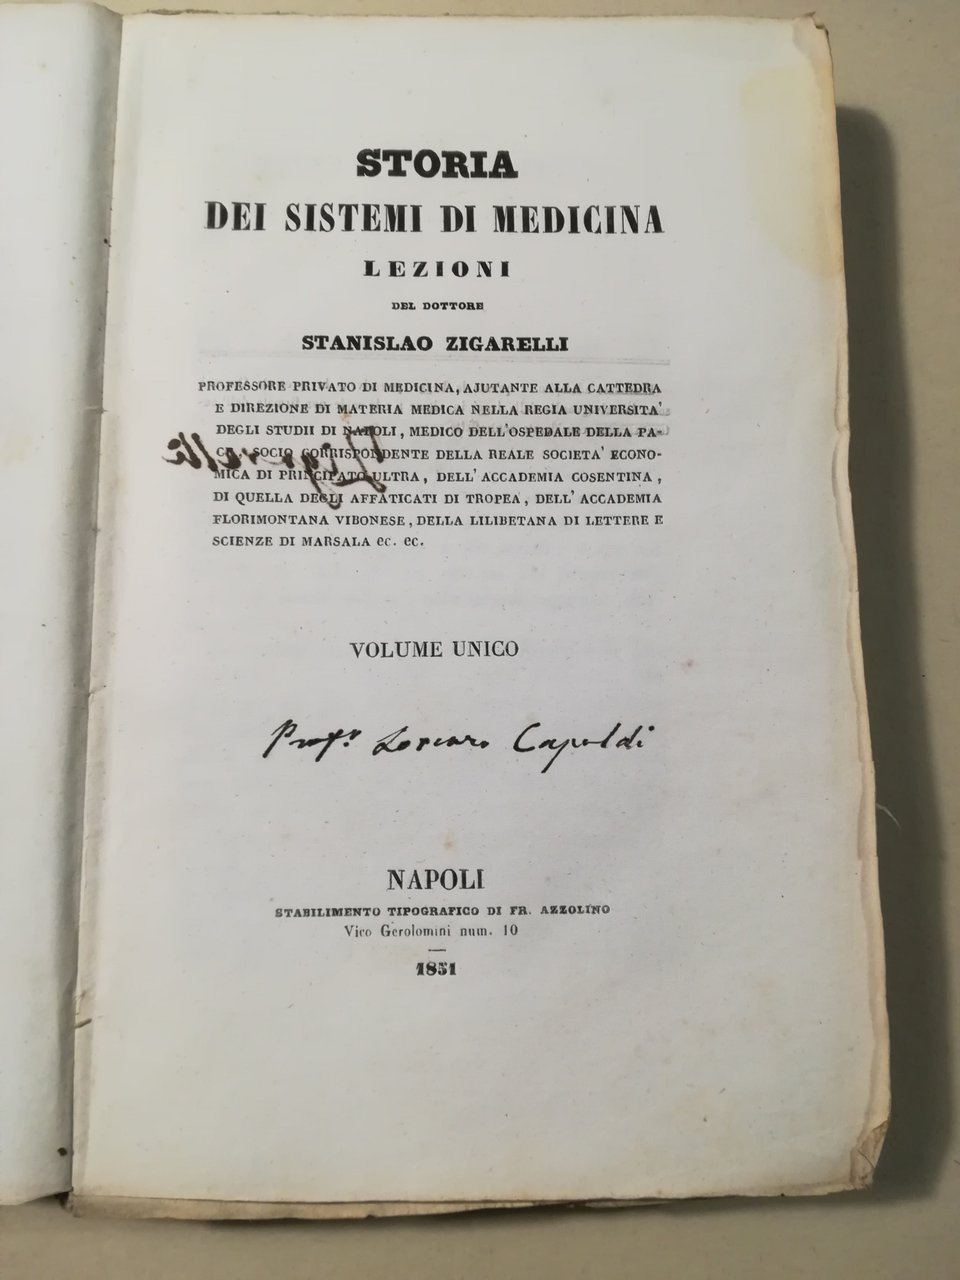 STORIA
DEI SISTEMI DI MEDICINA
LEZIONI
DEL DOTTORE
STANISLAO ZIGARELLI
PROFESSORE PRIVATO DI MEDICINA, AJUTANTE ALLA CATTEDRA
E DIREZIONE DI MATERIA MEDICA NELLA REGIA UNIVERSITA'
DEGLI STUDII DI NAPOLI, MEDICO DELL'OSPEDALE DELLA PA-
CE, SOCIO CORRISPONDENTE DELLA REALE SOCIETA' ECONO-
MICA DI PRINCIPATO ULTRA, DELL'ACCADEMIA COSENTINA,
DI QUELLA DEGLI AFFATICATI DI TROPEA, DELL'ACCADEMIA
FLORIMONTANA VIBONESE, DELLA LILIBETANA DI LETTERE E
SCIENZE DI MARSALA ec. ec.
Zigarelli
VOLUME UNICO
Prof.r Lorenzo Capoldi
NAPOLI
STABILIMENTO TIPOGRAFICO DI FR. AZZOLINO
Vico Gerolomini num. 10
1851